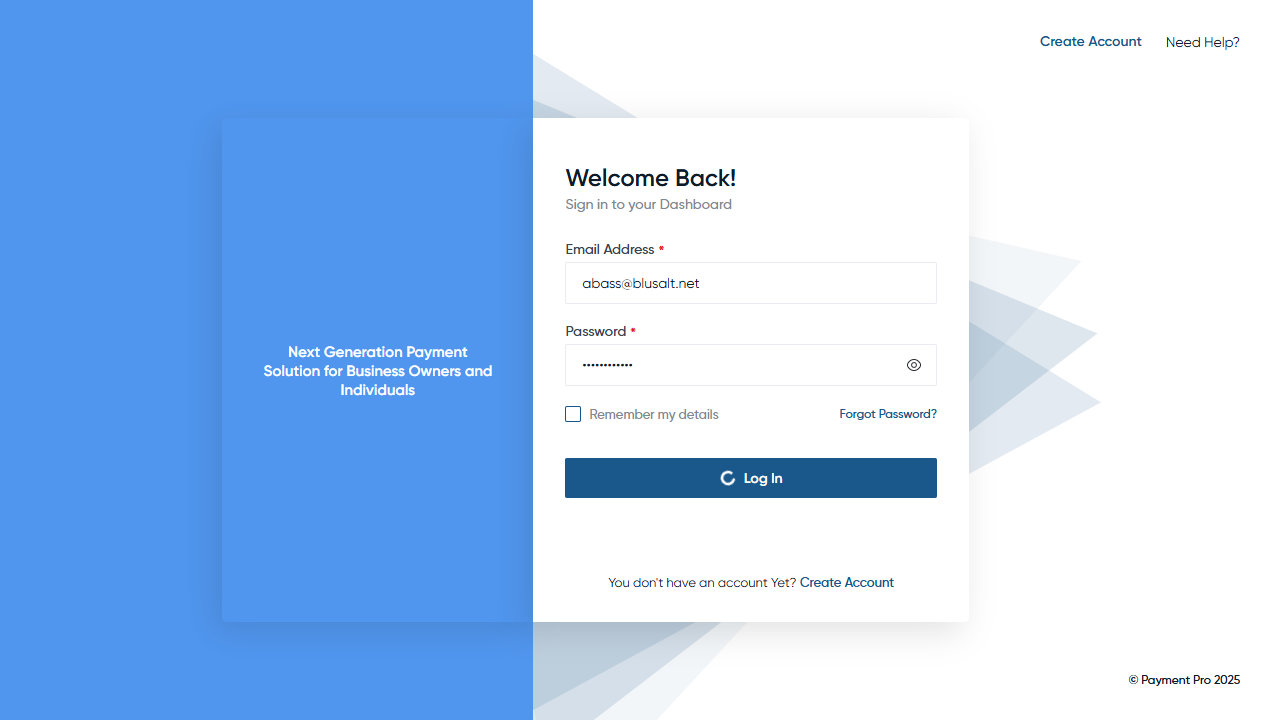 Create Account
Need Help?
Welcome Back!
Sign in to your Dashboard
Email Address *
abass@blusalt.net
Password *
••••••••••••
Remember my details
Forgot Password?
Log In
You don't have an account Yet? Create Account
Next Generation Payment
Solution for Business Owners and
Individuals
© Payment Pro 2025